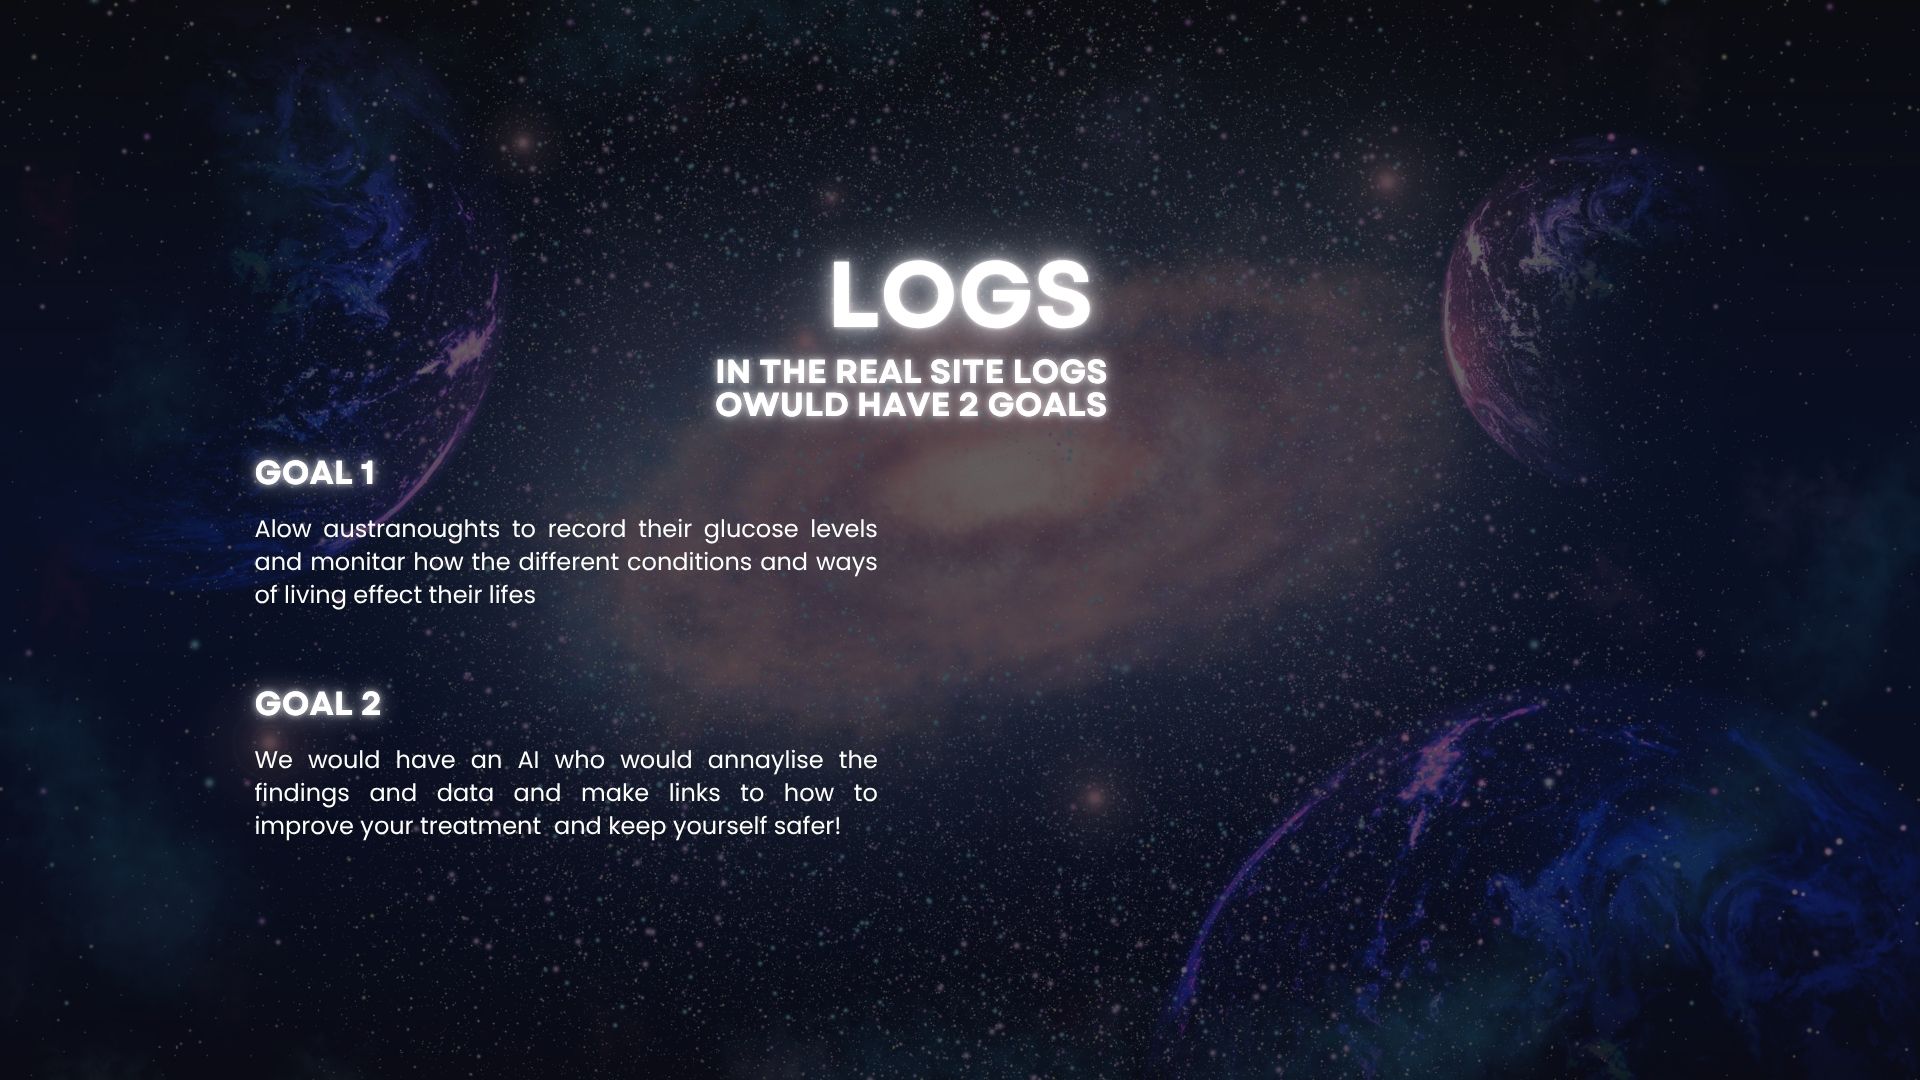 LOGS
IN THE REAL SITE LOGS
OWULD HAVE 2 GOALS
GOAL 1
Alow austranoughts to record their glucose levels
and monitar how the different conditions and ways
of living effect their lifes
GOAL 2
We would have an AI who would annaylise the
findings and data and make links to how to
improve your treatment  and keep yourself safer!